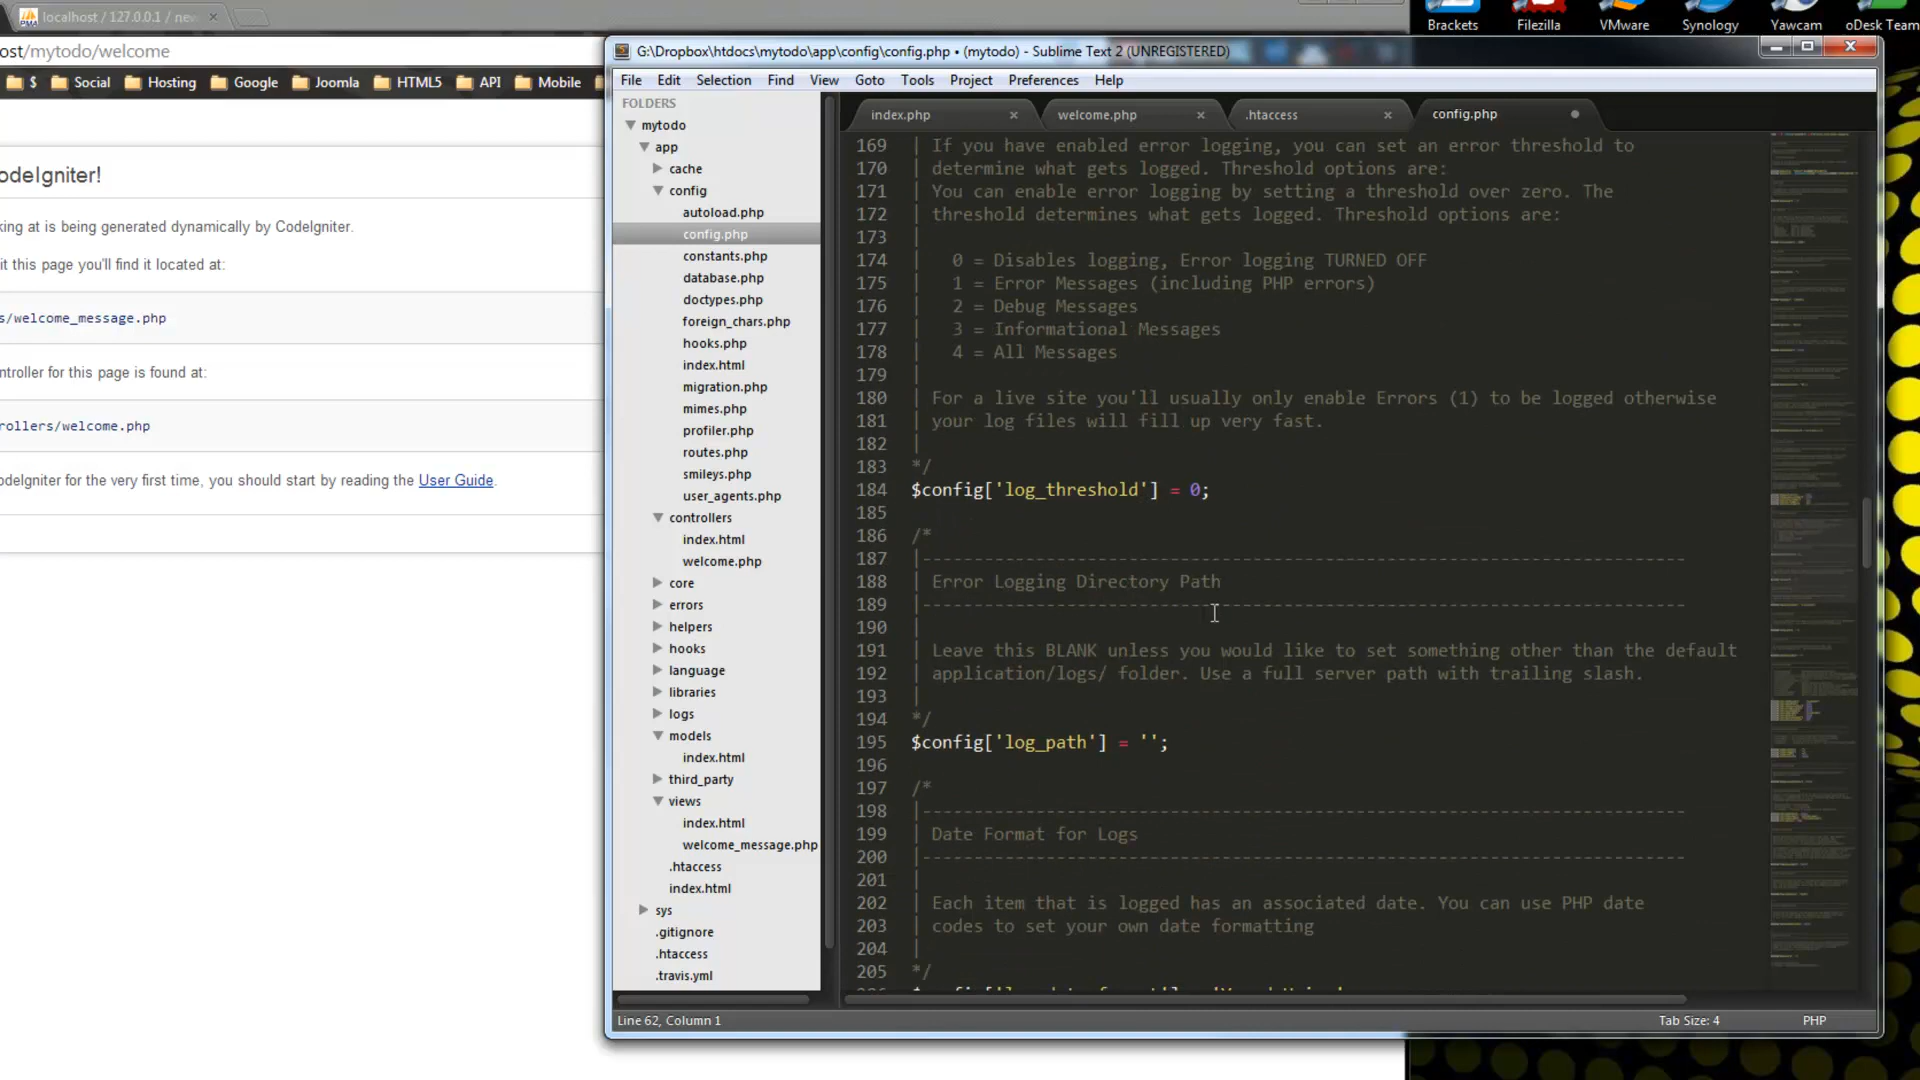 localhost / 127.0.0.1 / new
ost/mytodo/welcome
$ Social Hosting Google Joomla HTML5 API Mobile
odeIgniter!
king at is being generated dynamically by CodeIgniter.
it this page you'll find it located at:
s/welcome_message.php
ntroller for this page is found at:
rollers/welcome.php
odeIgniter for the very first time, you should start by reading the User Guide.
Brackets Filezilla VMware Synology Yawcam oDesk Team
G:\Dropbox\htdocs\mytodo\app\config\config.php • (mytodo) - Sublime Text 2 (UNREGISTERED)
File Edit Selection Find View Goto Tools Project Preferences Help
FOLDERS
mytodo
app
cache
config
autoload.php
config.php
constants.php
database.php
doctypes.php
foreign_chars.php
hooks.php
index.html
migration.php
mimes.php
profiler.php
routes.php
smileys.php
user_agents.php
controllers
index.html
welcome.php
core
errors
helpers
hooks
language
libraries
logs
models
index.html
third_party
views
index.html
welcome_message.php
.htaccess
index.html
sys
.gitignore
.htaccess
.travis.yml
index.php welcome.php .htaccess config.php
169 | If you have enabled error logging, you can set an error threshold to
170 | determine what gets logged. Threshold options are:
171 | You can enable error logging by setting a threshold over zero. The
172 | threshold determines what gets logged. Threshold options are:
173 |
174 | 0 = Disables logging, Error logging TURNED OFF
175 | 1 = Error Messages (including PHP errors)
176 | 2 = Debug Messages
177 | 3 = Informational Messages
178 | 4 = All Messages
179 |
180 | For a live site you'll usually only enable Errors (1) to be logged otherwise
181 | your log files will fill up very fast.
182 |
183 */
184 $config['log_threshold'] = 0;
185
186 /*
187 |--------------------------------------------------------------------------
188 | Error Logging Directory Path
189 |--------------------------------------------------------------------------
190 |
191 | Leave this BLANK unless you would like to set something other than the default
192 | application/logs/ folder. Use a full server path with trailing slash.
193 |
194 */
195 $config['log_path'] = '';
196
197 /*
198 |--------------------------------------------------------------------------
199 | Date Format for Logs
200 |--------------------------------------------------------------------------
201 |
202 | Each item that is logged has an associated date. You can use PHP date
203 | codes to set your own date formatting
204 |
205 */
Line 62, Column 1 Tab Size: 4 PHP